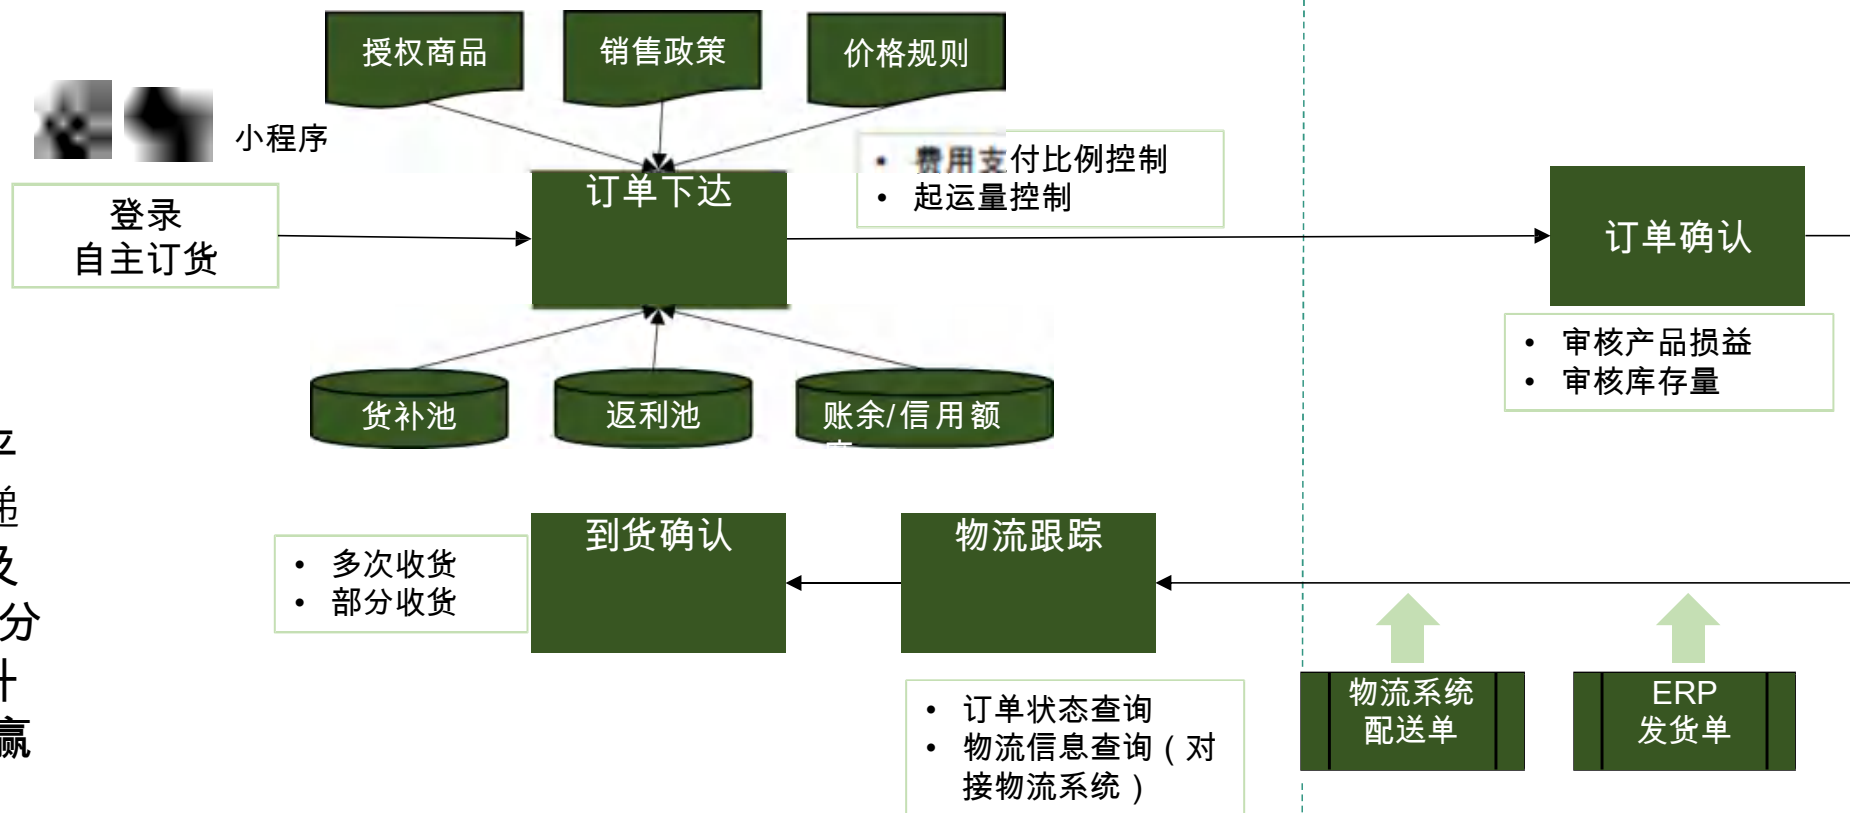 授权商品
销售政策
价格规则
小程序
• 费用支付比例控制
• 起运量控制
登录
自主订货
订单下达
订单确认
• 审核产品损益
• 审核库存量
货补池
返利池
账余/信用额
递
及
分
升
赢
到货确认
物流跟踪
• 多次收货
• 部分收货
• 订单状态查询
• 物流信息查询（对
接物流系统）
物流系统
配送单
ERP
发货单